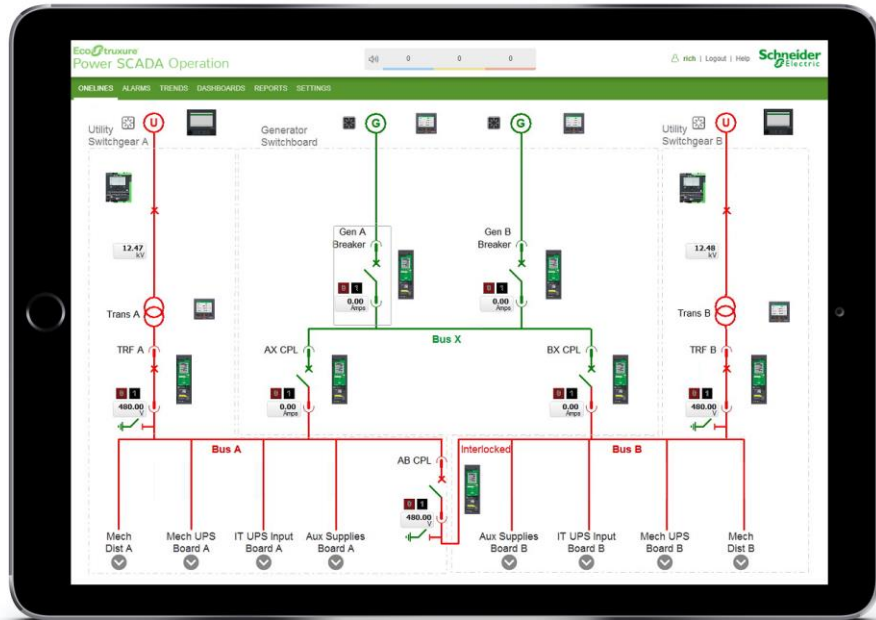 EcoStruxure
Power SCADA Operation
0
0
0
rich | Logout | Help
Schneider
Electric
ONELINES
ALARMS
TRENDS
DASHBOARDS
REPORTS
SETTINGS
Utility
Switchgear A
U
Generator
Switchboard
G
G
Utility
Switchgear B
U
Gen A
Breaker
Gen B
Breaker
12.47
kV
12.48
kV
0 1
0,00
Amps
0 1
0,00
Amps
Trans A
Trans B
Bus X
TRF A
AX CPL
BX CPL
TRF B
0 1
480.00
V
0 1
0,00
Amps
0 1
0,00
Amps
0 1
480.00
V
Bus A
Interlocked
Bus B
AB CPL
0 1
480.00
V
Mech
Dist A
Mech UPS
Board A
IT UPS Input
Board A
Aux Supplies
Board A
Aux Supplies
Board B
IT UPS Input
Board B
Mech UPS
Board B
Mech
Dist B